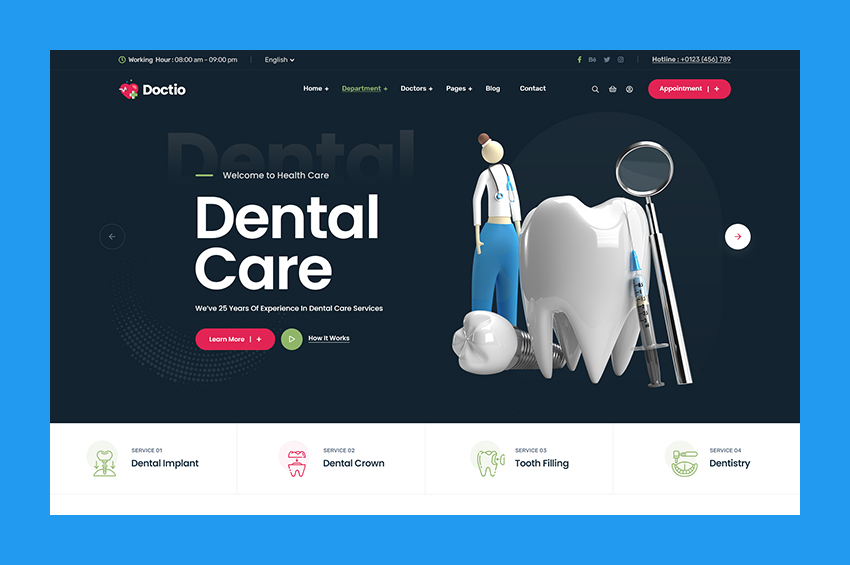 Working Hour : 08:00 am - 09:00 pm
English
Hotline : +0123 (456) 789
Doctio
Home +
Department +
Doctors +
Pages +
Blog
Contact
Appointment | +
Dental
Welcome to Health Care
Dental
Care
We've 25 Years Of Experience In Dental Care Services
Learn More | +
How It Works
SERVICE 01
Dental Implant
SERVICE 02
Dental Crown
SERVICE 03
Tooth Filling
SERVICE 04
Dentistry